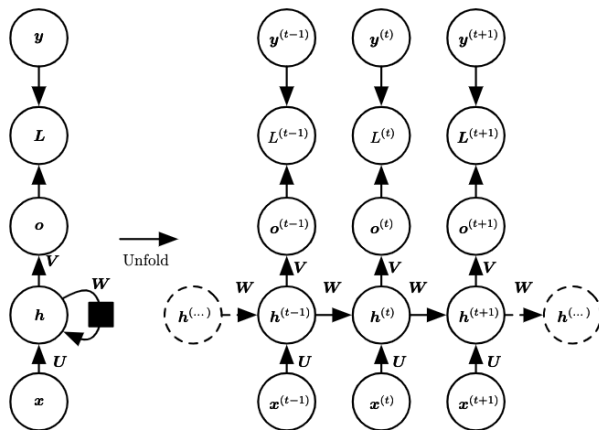 y y^(t−1) y^(t) y^(t+1)
L L^(t−1) L^(t) L^(t+1)
o o^(t−1) o^(t) o^(t+1)
Unfold
V V V V
W W W W W
h h^(...) h^(t−1) h^(t) h^(t+1) h^(...)
U U U U
x x^(t−1) x^(t) x^(t+1)